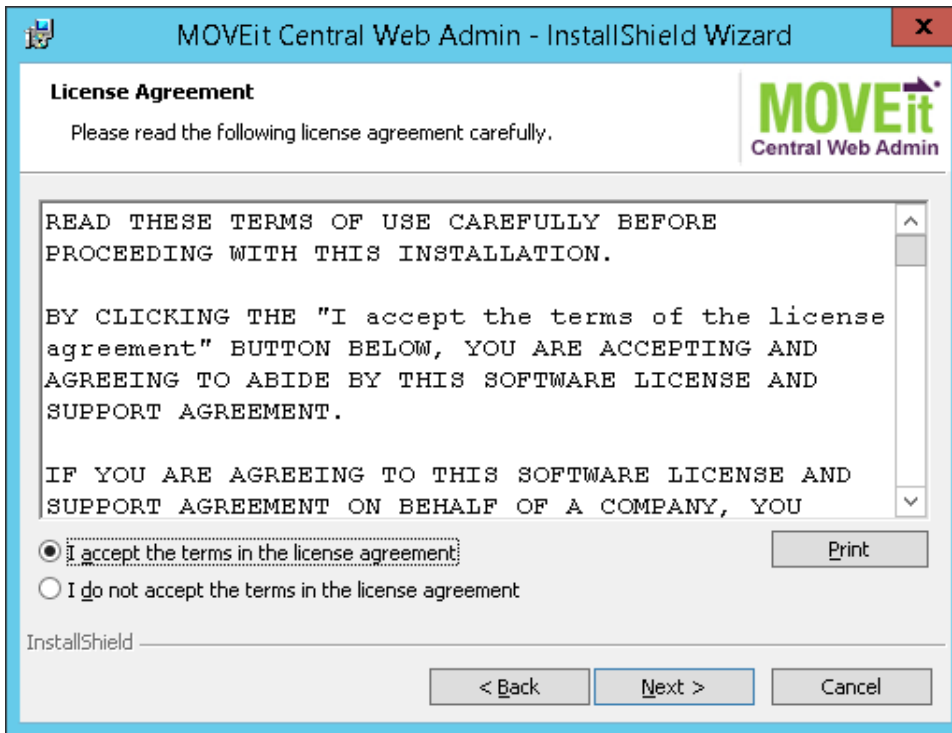 MOVEit Central Web Admin - InstallShield Wizard
x
License Agreement
Please read the following license agreement carefully.
MOVEit
Central Web Admin
READ THESE TERMS OF USE CAREFULLY BEFORE
PROCEEDING WITH THIS INSTALLATION.
BY CLICKING THE "I accept the terms of the license
agreement" BUTTON BELOW, YOU ARE ACCEPTING AND
AGREEING TO ABIDE BY THIS SOFTWARE LICENSE AND
SUPPORT AGREEMENT.
IF YOU ARE AGREEING TO THIS SOFTWARE LICENSE AND
SUPPORT AGREEMENT ON BEHALF OF A COMPANY, YOU
I accept the terms in the license agreement
Print
I do not accept the terms in the license agreement
InstallShield
< Back
Next >
Cancel